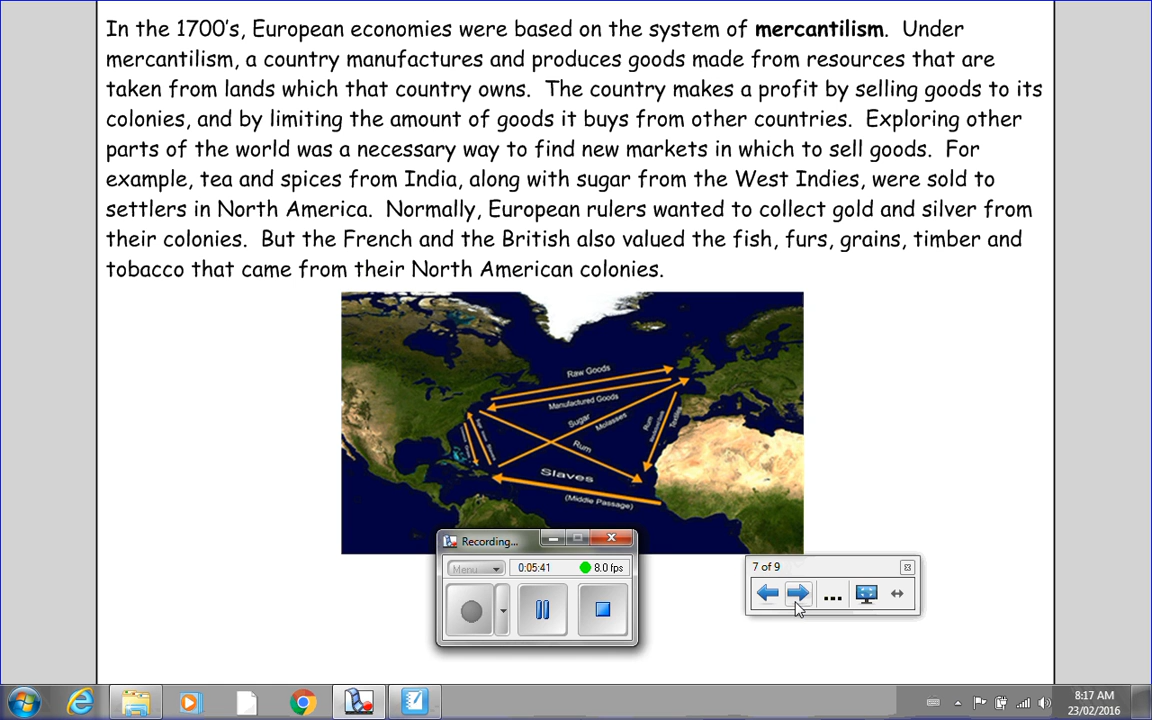 In the 1700's, European economies were based on the system of mercantilism. Under
mercantilism, a country manufactures and produces goods made from resources that are
taken from lands which that country owns. The country makes a profit by selling goods to its
colonies, and by limiting the amount of goods it buys from other countries. Exploring other
parts of the world was a necessary way to find new markets in which to sell goods. For
example, tea and spices from India, along with sugar from the West Indies, were sold to
settlers in North America. Normally, European rulers wanted to collect gold and silver from
their colonies. But the French and the British also valued the fish, furs, grains, timber and
tobacco that came from their North American colonies.
Raw Goods
Manufactured Goods
Sugar
Molasses
Rum
Textiles
Rum
Slaves
(Middle Passage)
Recording...
Menu
0:05:41
8.0 fps
7 of 9
...
8:17 AM
23/02/2016